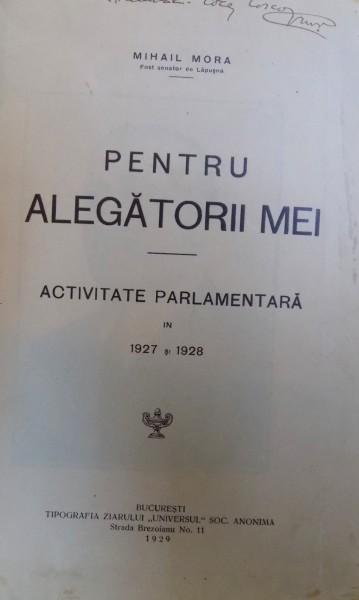 MIHAIL MORA
Fost senator de Lăpușna
PENTRU
ALEGĂTORII MEI
ACTIVITATE PARLAMENTARĂ
IN
1927 și 1928
BUCUREȘTI
TIPOGRAFIA ZIARULUI „UNIVERSUL" SOC. ANONIMA
Strada Brezoianu No. 11
1929